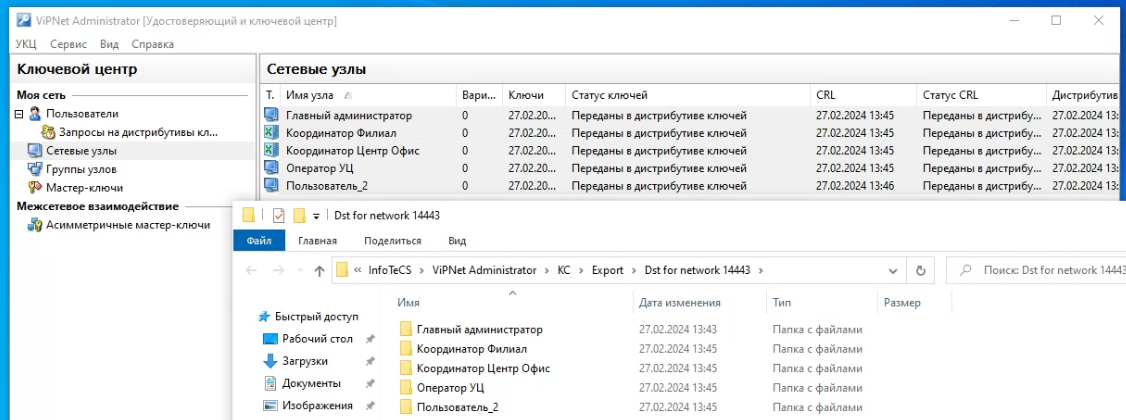 ViPNet Administrator [Удостоверяющий и ключевой центр]
УКЦ Сервис Вид Справка
Ключевой центр
Моя сеть
Пользователи
Запросы на дистрибутивы кл...
Сетевые узлы
Группы узлов
Мастер-ключи
Межсетевое взаимодействие
Асимметричные мастер-ключи
Сетевые узлы
Т. Имя узла Вари... Ключи Статус ключей CRL Статус CRL Дистрибутив
Главный администратор 0 27.02.20... Переданы в дистрибутиве ключей 27.02.2024 13:45 Переданы в дистрибу... 27.02.2024 13:
Координатор Филиал 0 27.02.20... Переданы в дистрибутиве ключей 27.02.2024 13:45 Переданы в дистрибу... 27.02.2024 13:
Координатор Центр Офис 0 27.02.20... Переданы в дистрибутиве ключей 27.02.2024 13:45 Переданы в дистрибу... 27.02.2024 13:
Оператор УЦ 0 27.02.20... Переданы в дистрибутиве ключей 27.02.2024 13:45 Переданы в дистрибу... 27.02.2024 13:
Пользователь_2 0 27.02.20... Переданы в дистрибутиве ключей 27.02.2024 13:46 Переданы в дистрибу... 27.02.2024 13:
Dst for network 14443
Файл Главная Поделиться Вид
« InfoTeCS › ViPNet Administrator › KC › Export › Dst for network 14443 ›
Поиск: Dst for network 14443
Имя Дата изменения Тип Размер
Быстрый доступ
Рабочий стол
Загрузки
Документы
Изображения
Главный администратор 27.02.2024 13:43 Папка с файлами
Координатор Филиал 27.02.2024 13:45 Папка с файлами
Координатор Центр Офис 27.02.2024 13:45 Папка с файлами
Оператор УЦ 27.02.2024 13:45 Папка с файлами
Пользователь_2 27.02.2024 13:45 Папка с файлами